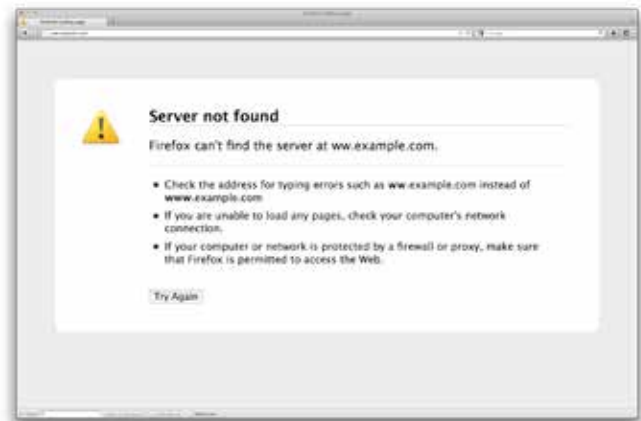 Server not found
Firefox can't find the server at ww.example.com.
• Check the address for typing errors such as ww.example.com instead of
www.example.com
• If you are unable to load any pages, check your computer's network
connection.
• If your computer or network is protected by a firewall or proxy, make sure
that Firefox is permitted to access the Web.
Try Again